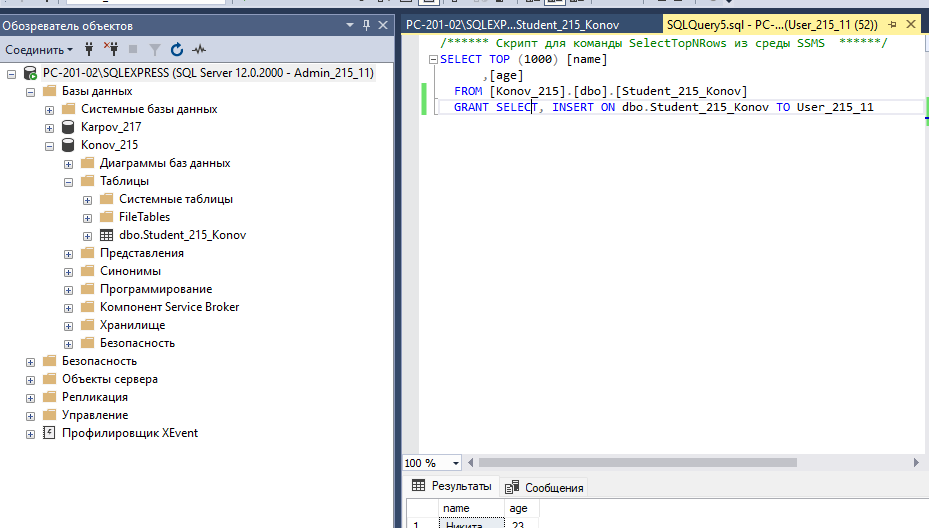 Обозреватель объектов
Соединить
PC-201-02\SQLEXPRESS (SQL Server 12.0.2000 - Admin_215_11)
Базы данных
Системные базы данных
Karpov_217
Konov_215
Диаграммы баз данных
Таблицы
Системные таблицы
FileTables
dbo.Student_215_Konov
Представления
Синонимы
Программирование
Компонент Service Broker
Хранилище
Безопасность
Безопасность
Объекты сервера
Репликация
Управление
Профилировщик XEvent
PC-201-02\SQLEXP...Student_215_Konov
SQLQuery5.sql - PC-...(User_215_11 (52))
/****** Скрипт для команды SelectTopNRows из среды SSMS ******/
SELECT TOP (1000) [name]
,[age]
FROM [Konov_215].[dbo].[Student_215_Konov]
GRANT SELECT, INSERT ON dbo.Student_215_Konov TO User_215_11
100 %
Результаты
Сообщения
name age
1 Никита 23